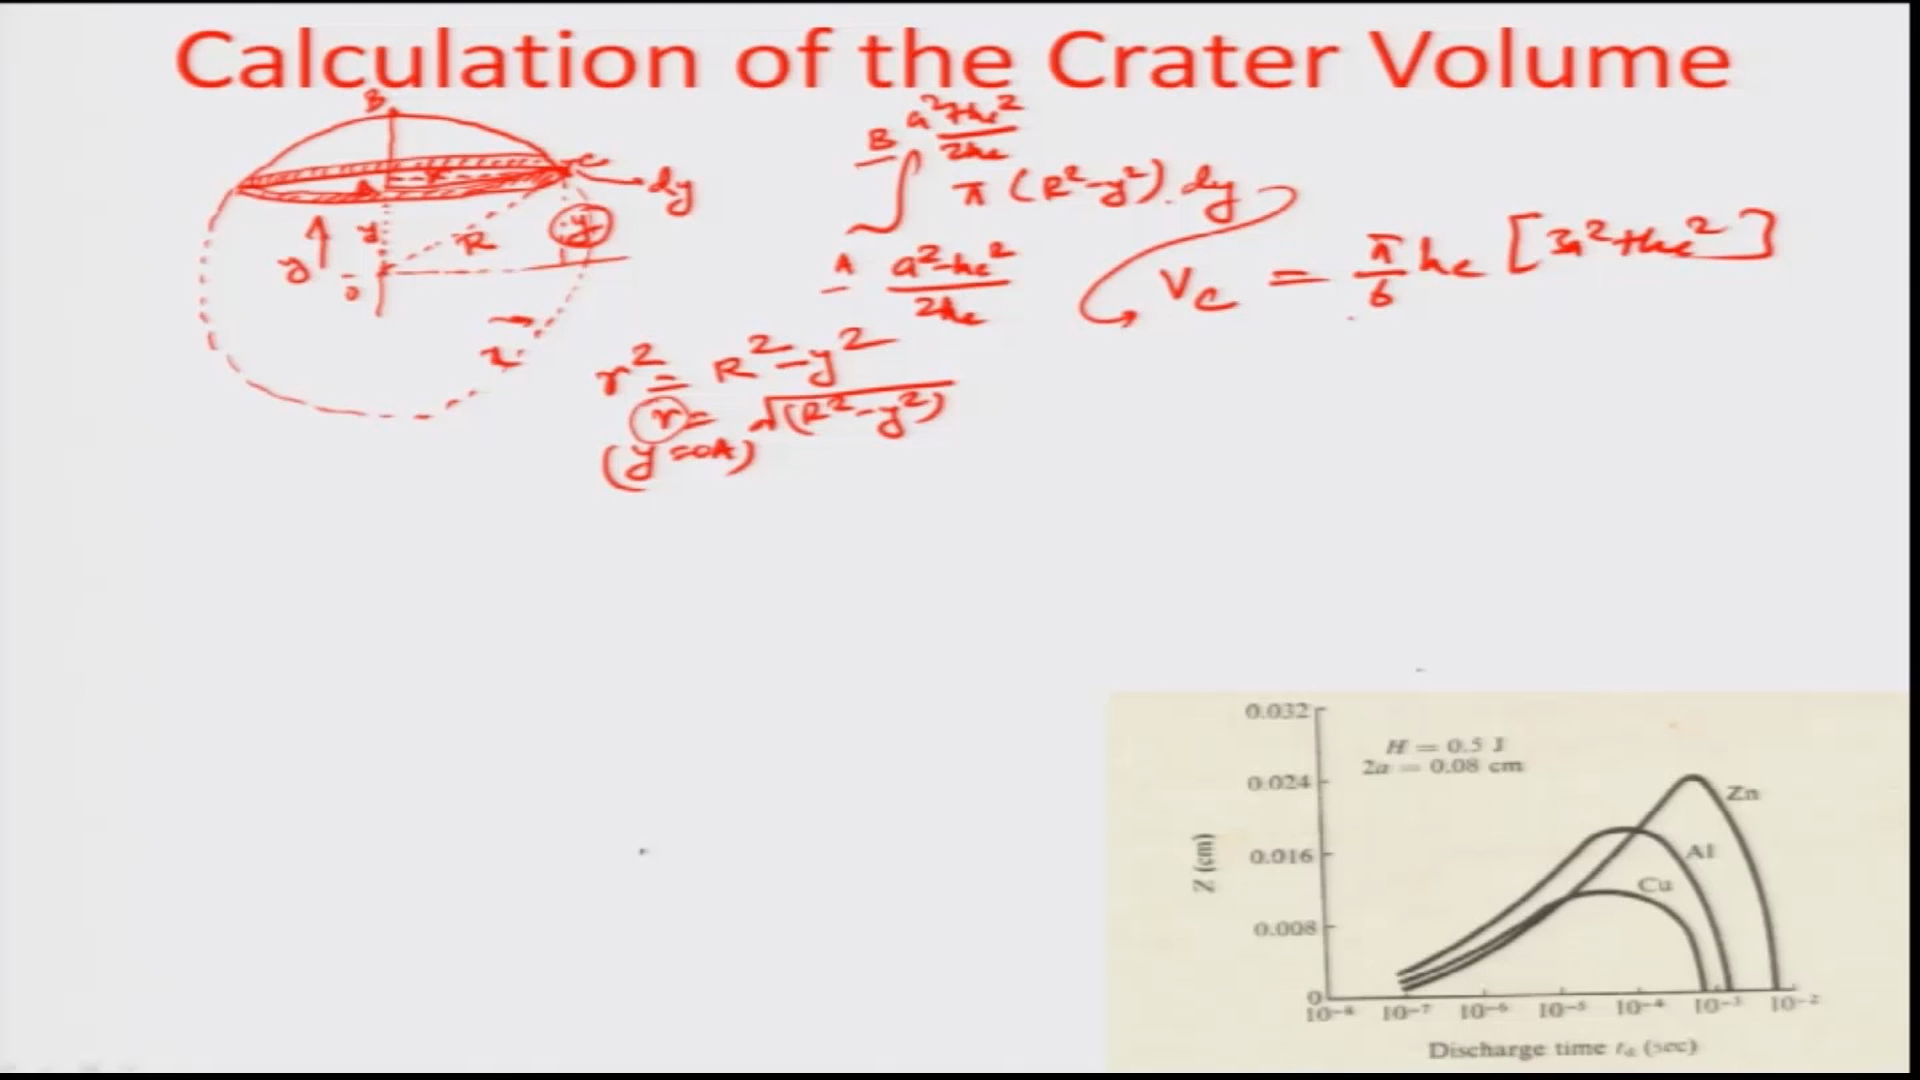 Calculation of the Crater Volume
B
C
A
r
dy
y
y
R
y
O
x
B
a²+hc²
2hc
∫ π (R²-y²).dy
A
a²-hc²
2hc
Vc = π/6 hc [3a²+hc²]
r² = R²-y²
r = √(R²-y²)
(y=OA)
0.032
0.024
0.016
0.008
0
Z (cm)
H = 0.5 J
2a = 0.08 cm
Zn
Al
Cu
10⁻⁸ 10⁻⁷ 10⁻⁶ 10⁻⁵ 10⁻⁴ 10⁻³ 10⁻²
Discharge time t_d (sec)